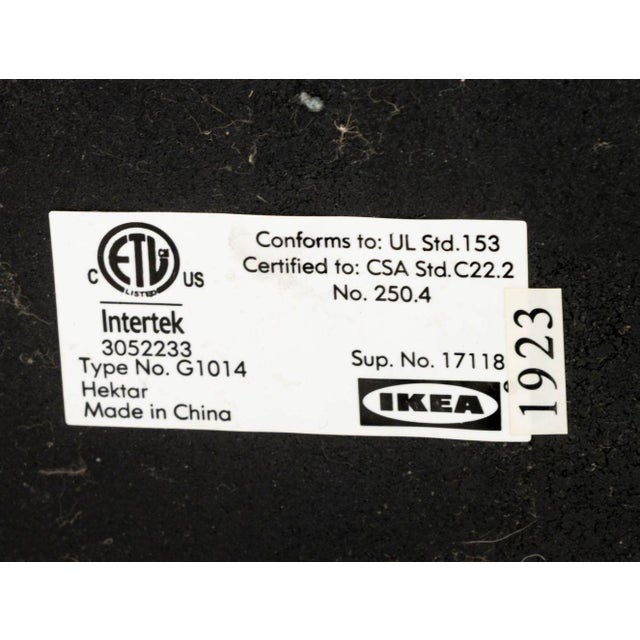 C ETL CM US
LISTED
Intertek
3052233
Type No. G1014
Hektar
Made in China
Conforms to: UL Std.153
Certified to: CSA Std.C22.2
No. 250.4
Sup. No. 17118
IKEA ®
1923